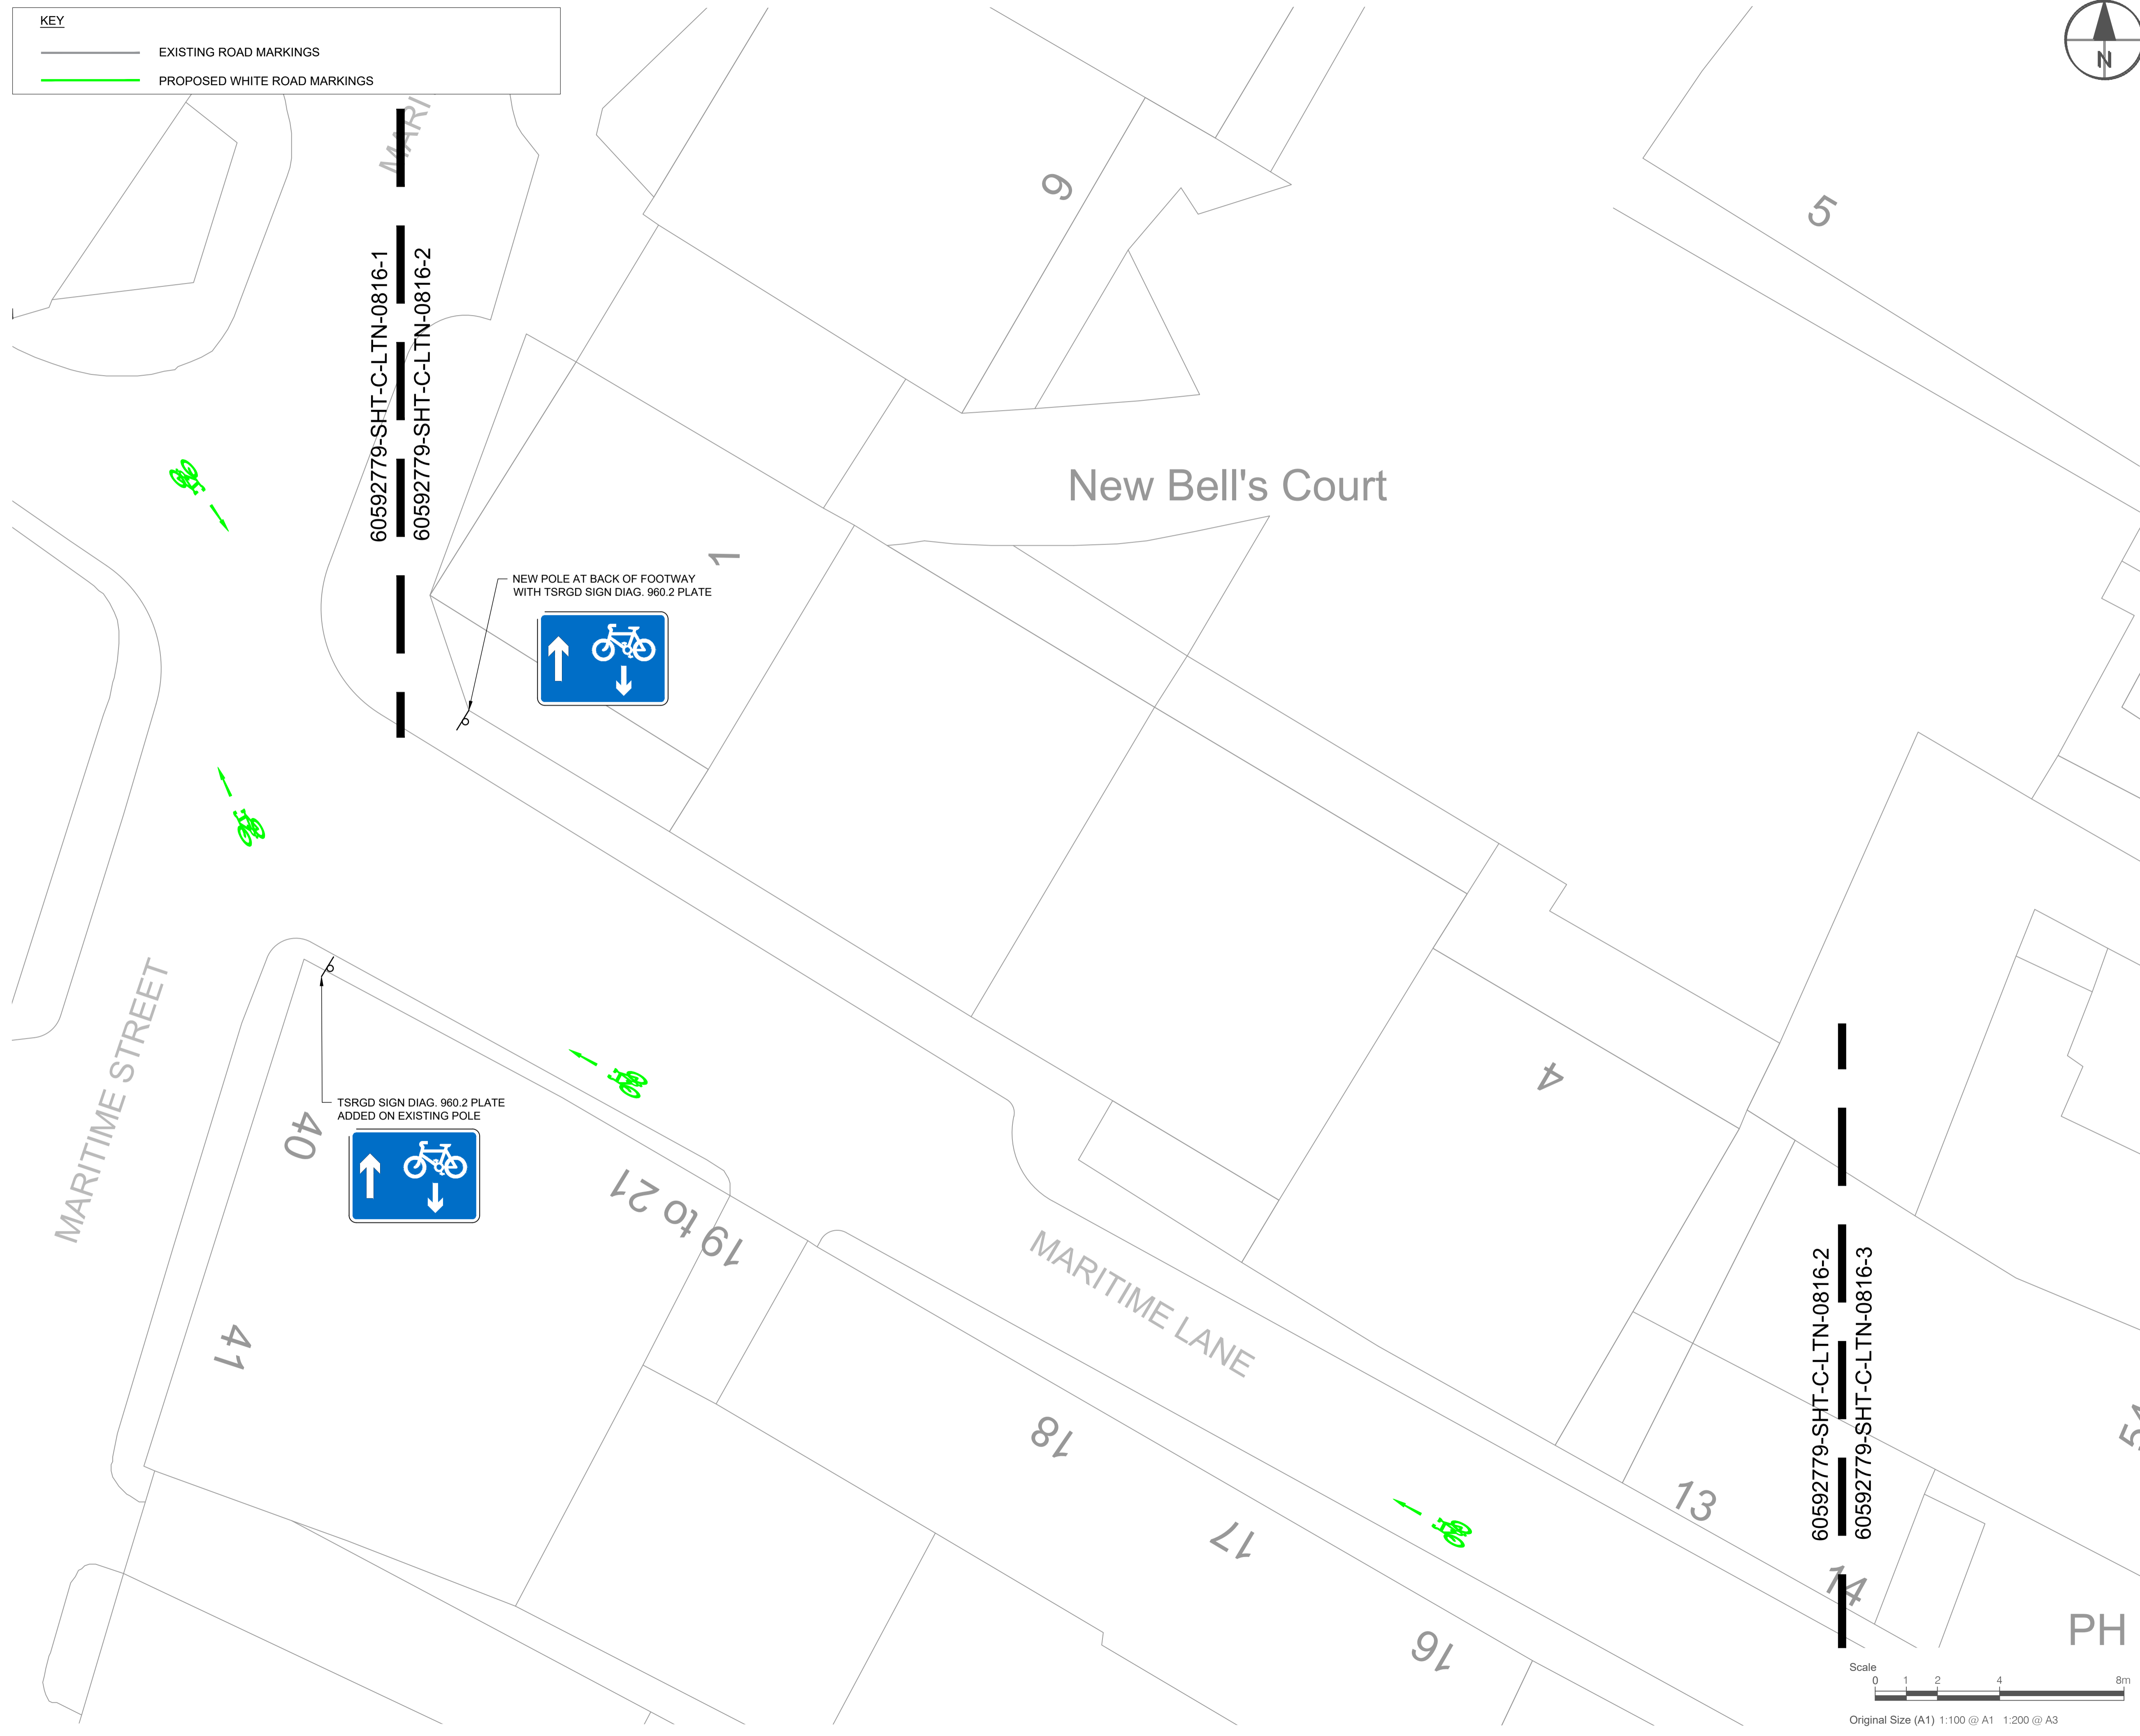 KEY
EXISTING ROAD MARKINGS
PROPOSED WHITE ROAD MARKINGS
N
MARI
60592779-SHT-C-LTN-0816-1
60592779-SHT-C-LTN-0816-2
9
5
New Bell's Court
1
NEW POLE AT BACK OF FOOTWAY
WITH TSRGD SIGN DIAG. 960.2 PLATE
MARITIME STREET
TSRGD SIGN DIAG. 960.2 PLATE
ADDED ON EXISTING POLE
40
41
19 to 21
4
MARITIME LANE
18
17
16
13
14
60592779-SHT-C-LTN-0816-2
60592779-SHT-C-LTN-0816-3
PH
Scale
0 1 2 4 8m
Original Size (A1) 1:100 @ A1 1:200 @ A3